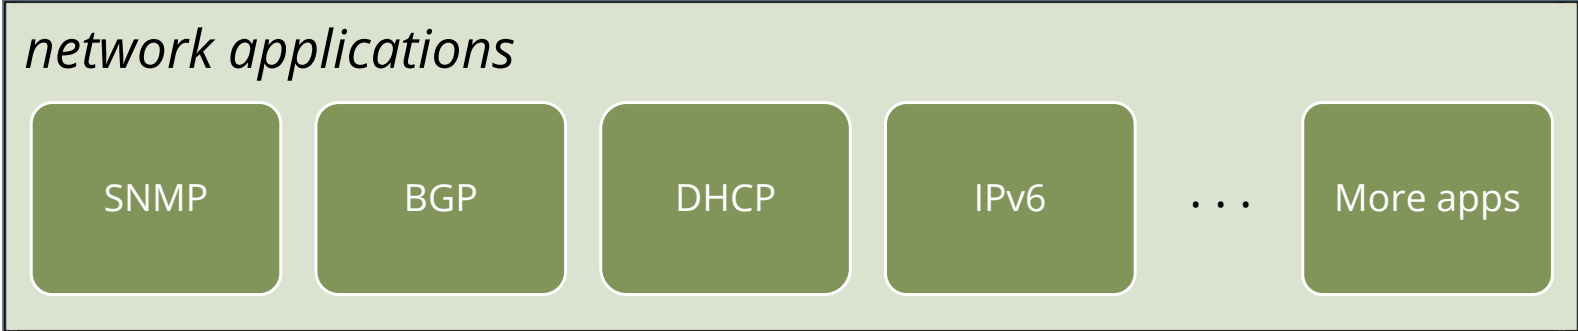 network applications
SNMP
BGP
DHCP
IPv6
. . .
More apps